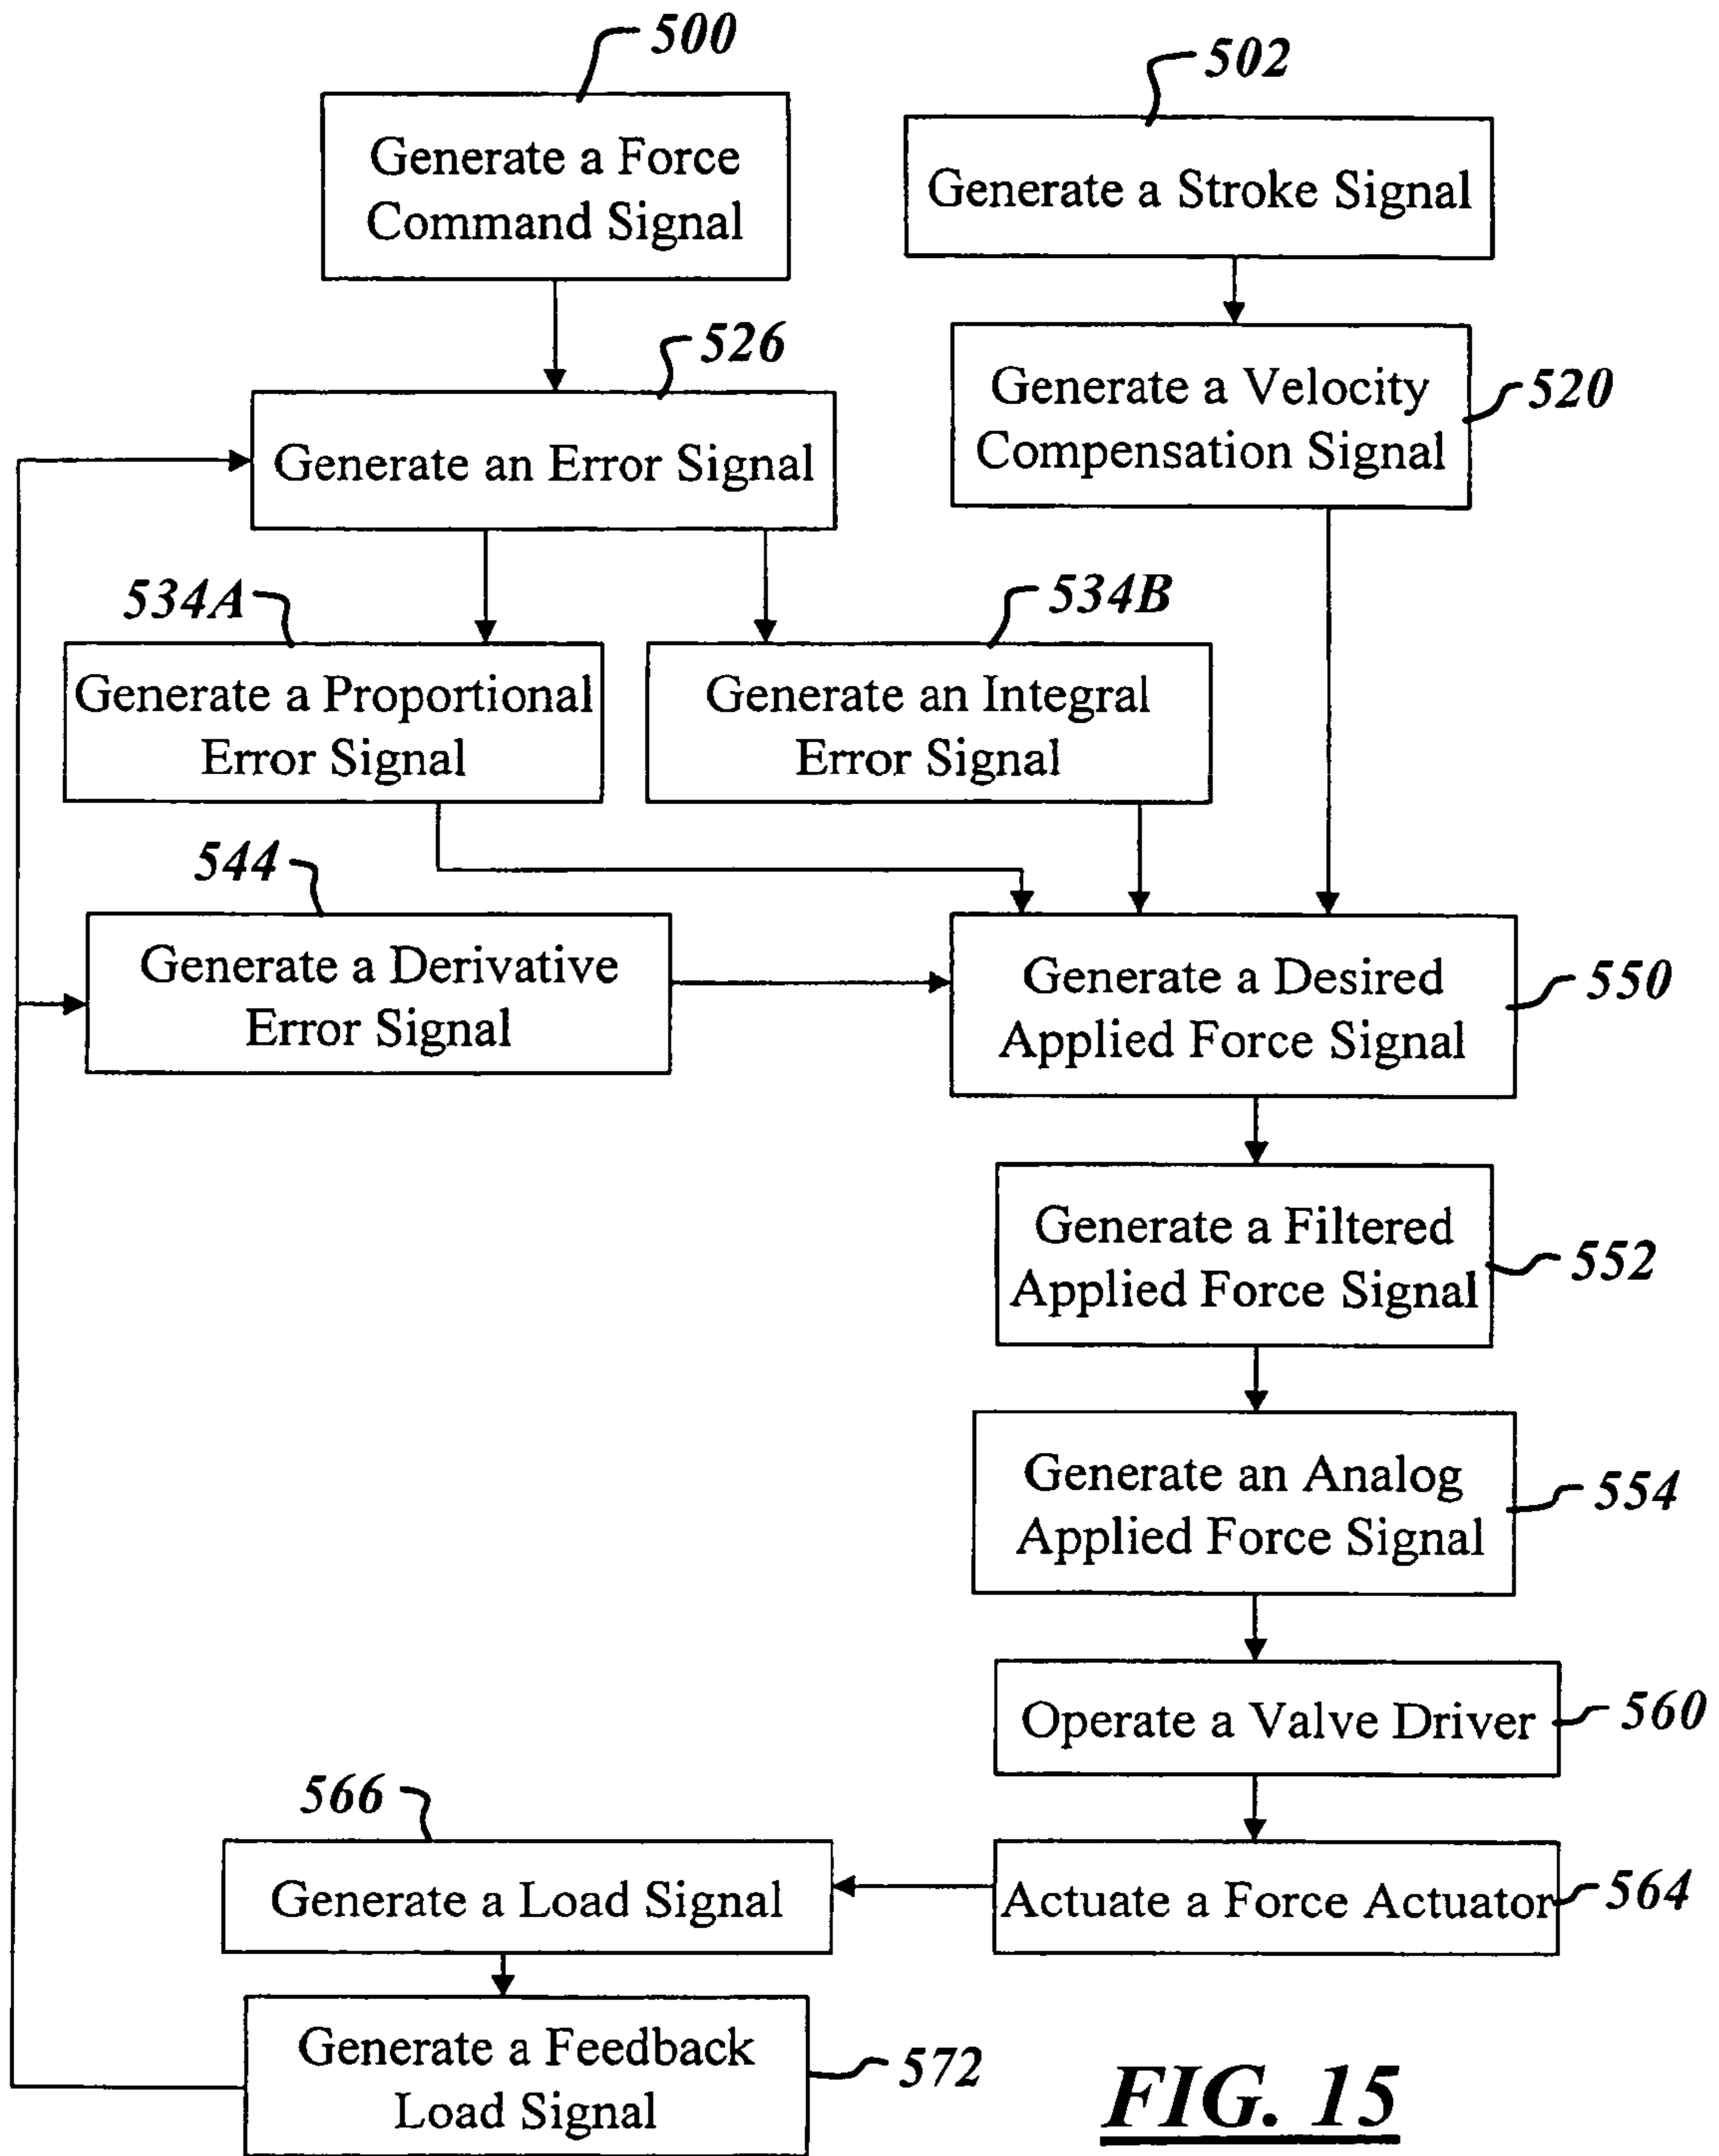 500
502
Generate a Force
Command Signal
Generate a Stroke Signal
526
Generate an Error Signal
Generate a Velocity
Compensation Signal
520
534A
534B
Generate a Proportional
Error Signal
Generate an Integral
Error Signal
544
Generate a Derivative
Error Signal
Generate a Desired
Applied Force Signal
550
Generate a Filtered
Applied Force Signal
552
Generate an Analog
Applied Force Signal
554
Operate a Valve Driver
560
566
Generate a Load Signal
Actuate a Force Actuator
564
Generate a Feedback
Load Signal
572
FIG. 15